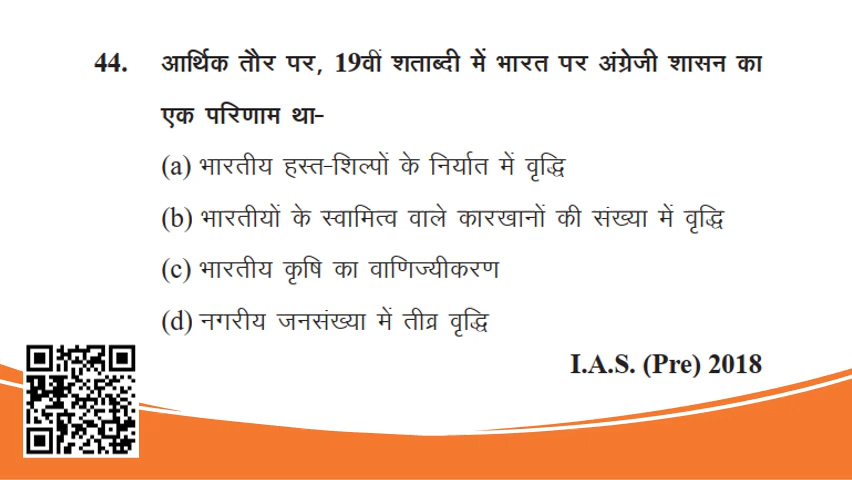 44. आर्थिक तौर पर, 19वीं शताब्दी में भारत पर अंग्रेजी शासन का
एक परिणाम था-
(a) भारतीय हस्त-शिल्पों के निर्यात में वृद्धि
(b) भारतीयों के स्वामित्व वाले कारखानों की संख्या में वृद्धि
(c) भारतीय कृषि का वाणिज्यीकरण
(d) नगरीय जनसंख्या में तीव्र वृद्धि
I.A.S. (Pre) 2018